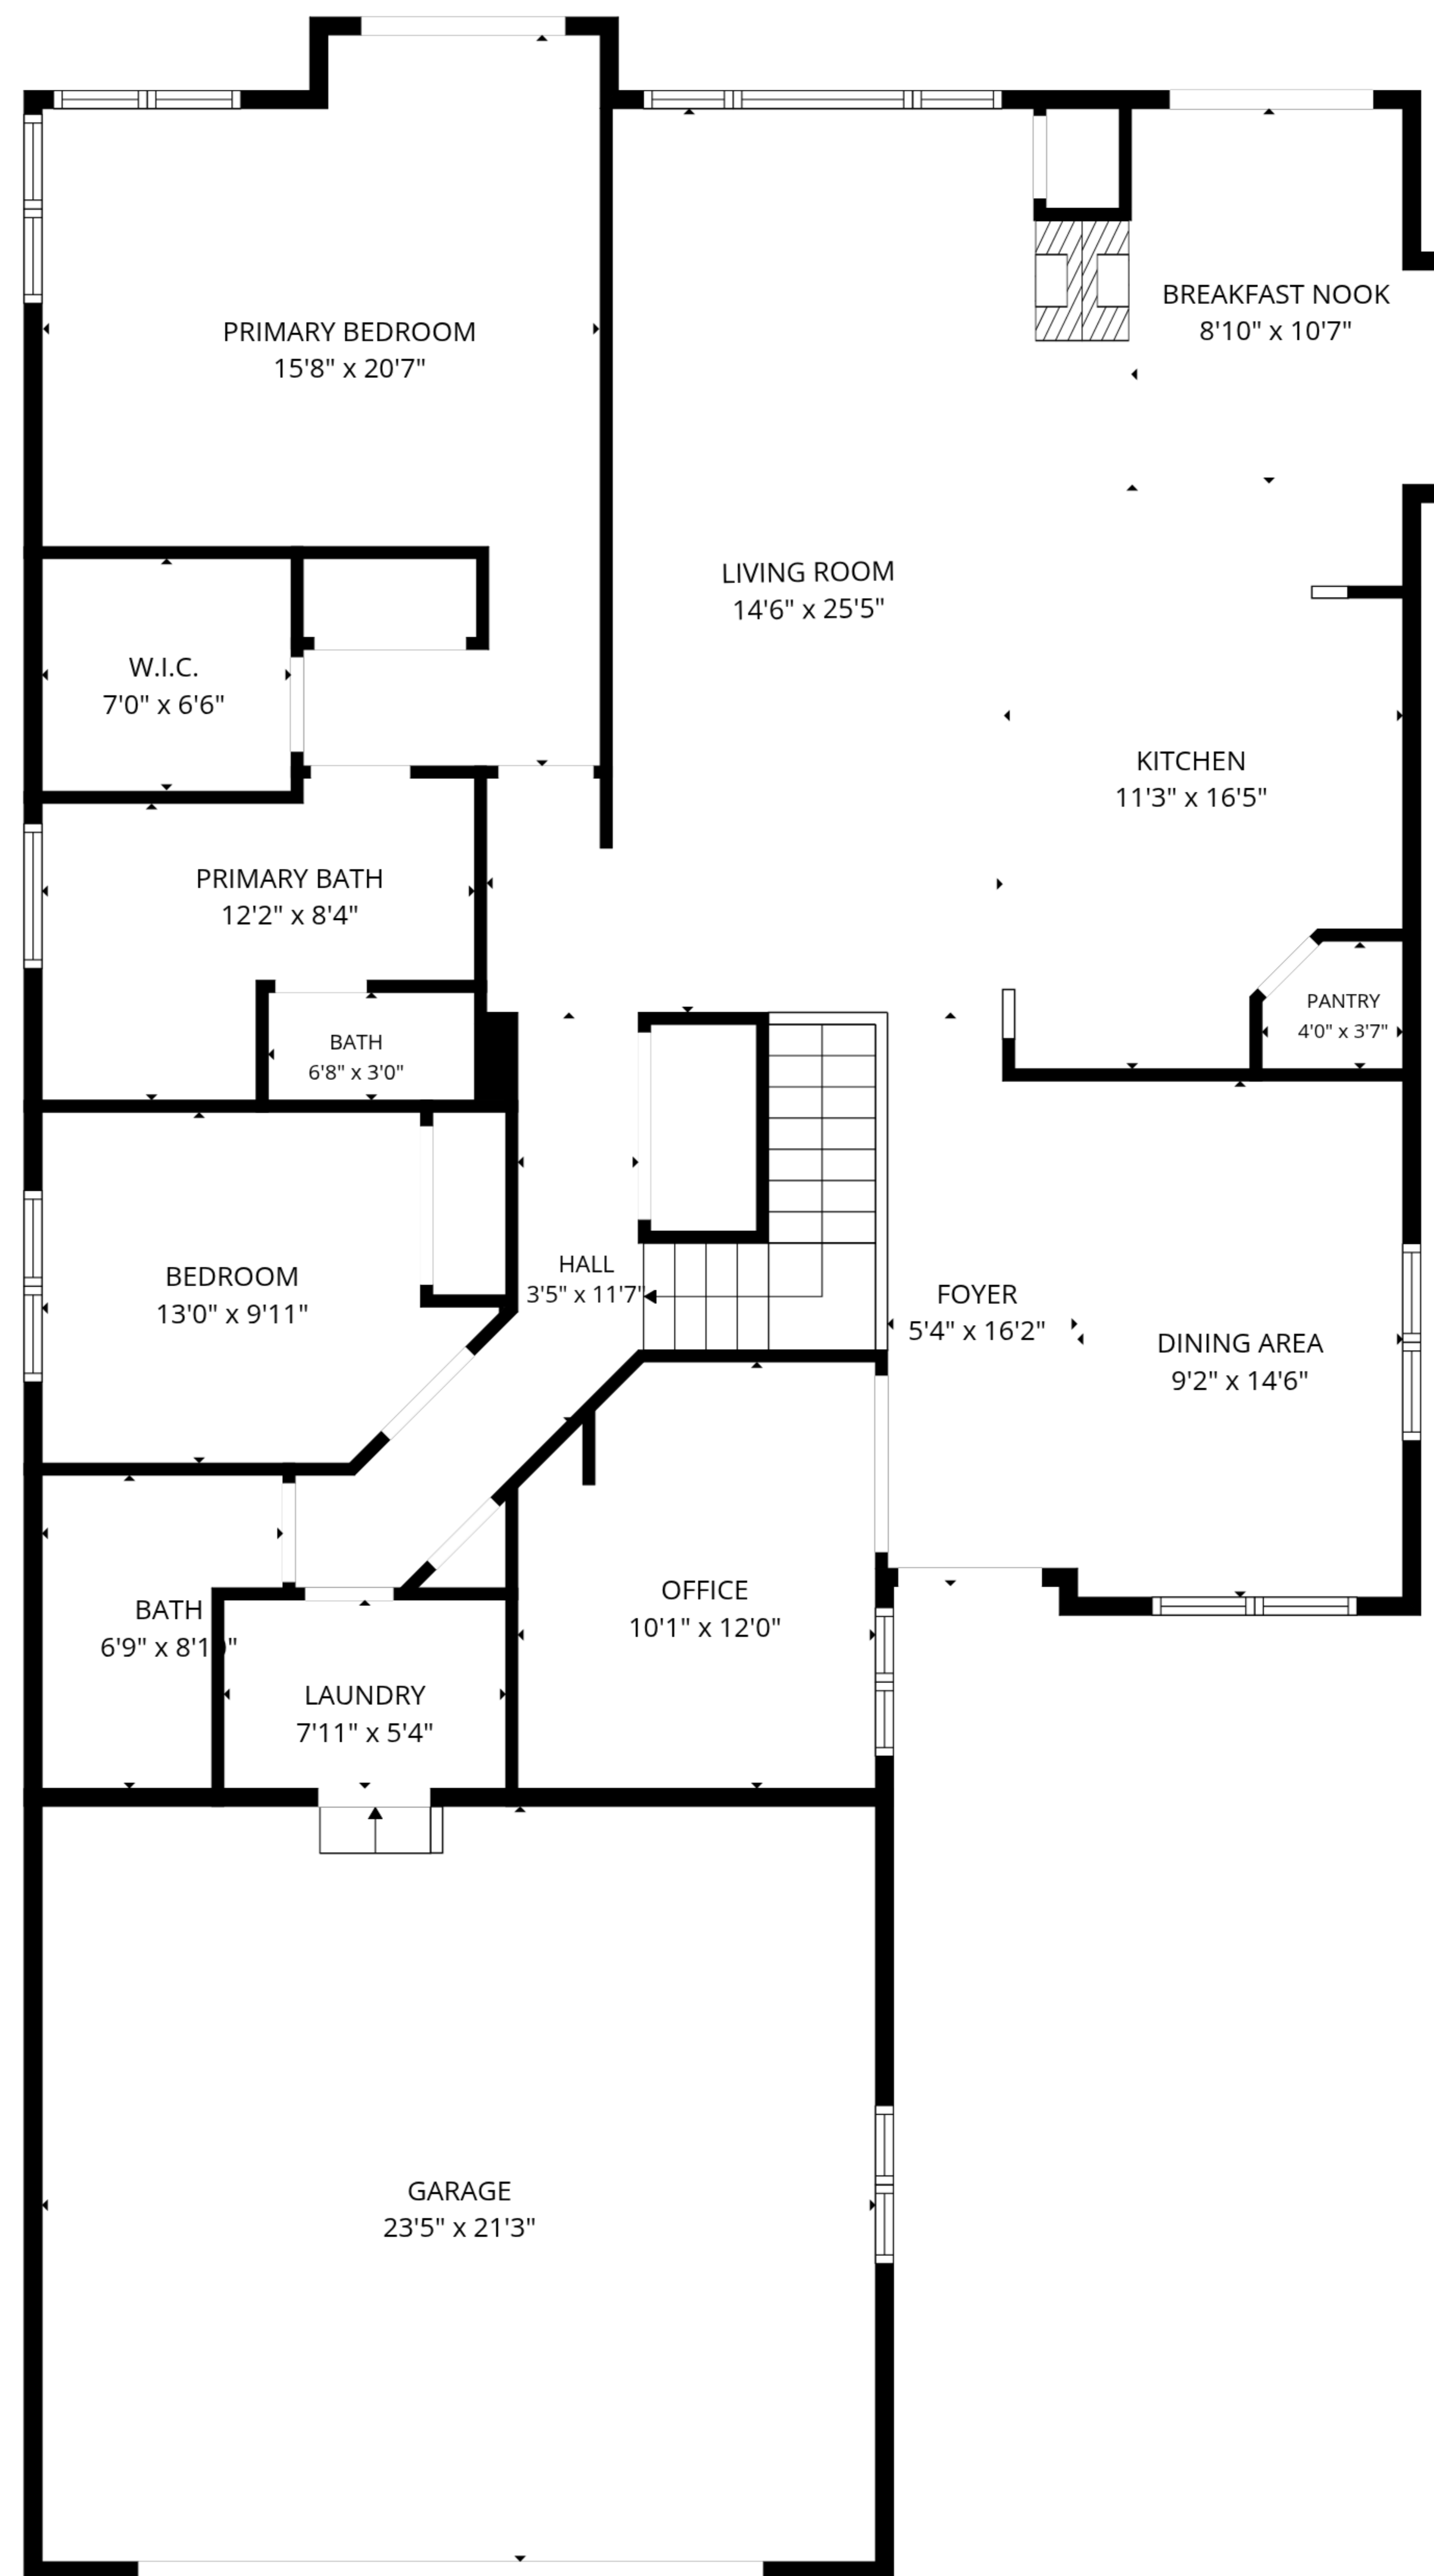 PRIMARY BEDROOM
15'8" x 20'7"
BREAKFAST NOOK
8'10" x 10'7"
LIVING ROOM
14'6" x 25'5"
W.I.C.
7'0" x 6'6"
KITCHEN
11'3" x 16'5"
PRIMARY BATH
12'2" x 8'4"
PANTRY
4'0" x 3'7"
BATH
6'8" x 3'0"
HALL
3'5" x 11'7"
BEDROOM
13'0" x 9'11"
FOYER
5'4" x 16'2"
DINING AREA
9'2" x 14'6"
OFFICE
10'1" x 12'0"
BATH
6'9" x
LAUNDRY
7'11" x 5'4"
GARAGE
23'5" x 21'3"